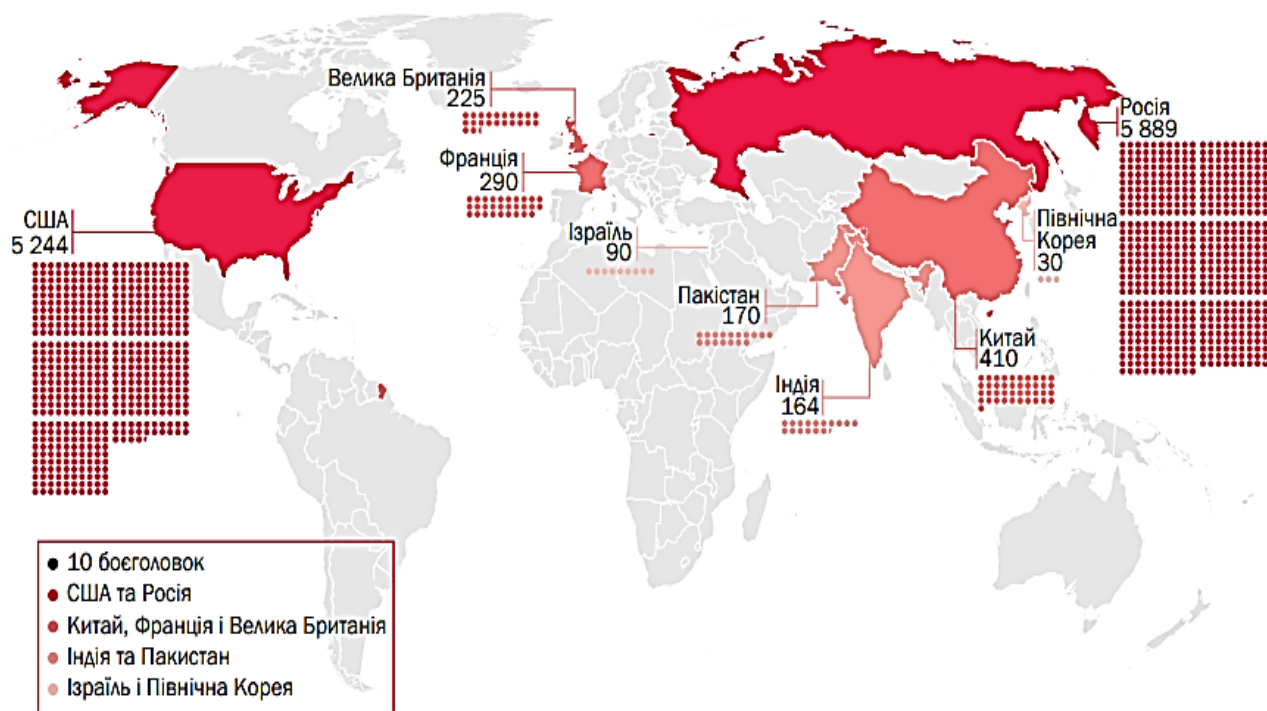 Велика Британія
225
Франція
290
США
5 244
Ізраїль
90
Пакістан
170
Індія
164
Росія
5 889
Північна
Корея
30
Китай
410
10 боєголовок
США та Росія
Китай, Франція і Велика Британія
Індія та Пакистан
Ізраїль і Північна Корея